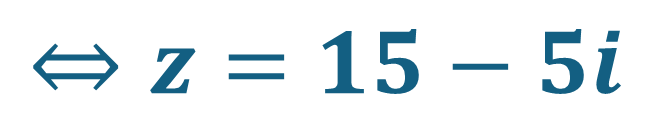 ⇔ z = 15 − 5i